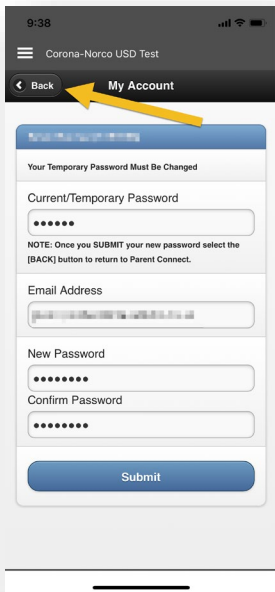 9:38
Corona-Norco USD Test
Back
My Account
Your Temporary Password Must Be Changed
Current/Temporary Password
••••••
NOTE: Once you SUBMIT your new password select the
[BACK] button to return to Parent Connect.
Email Address
New Password
••••••••
Confirm Password
••••••••
Submit